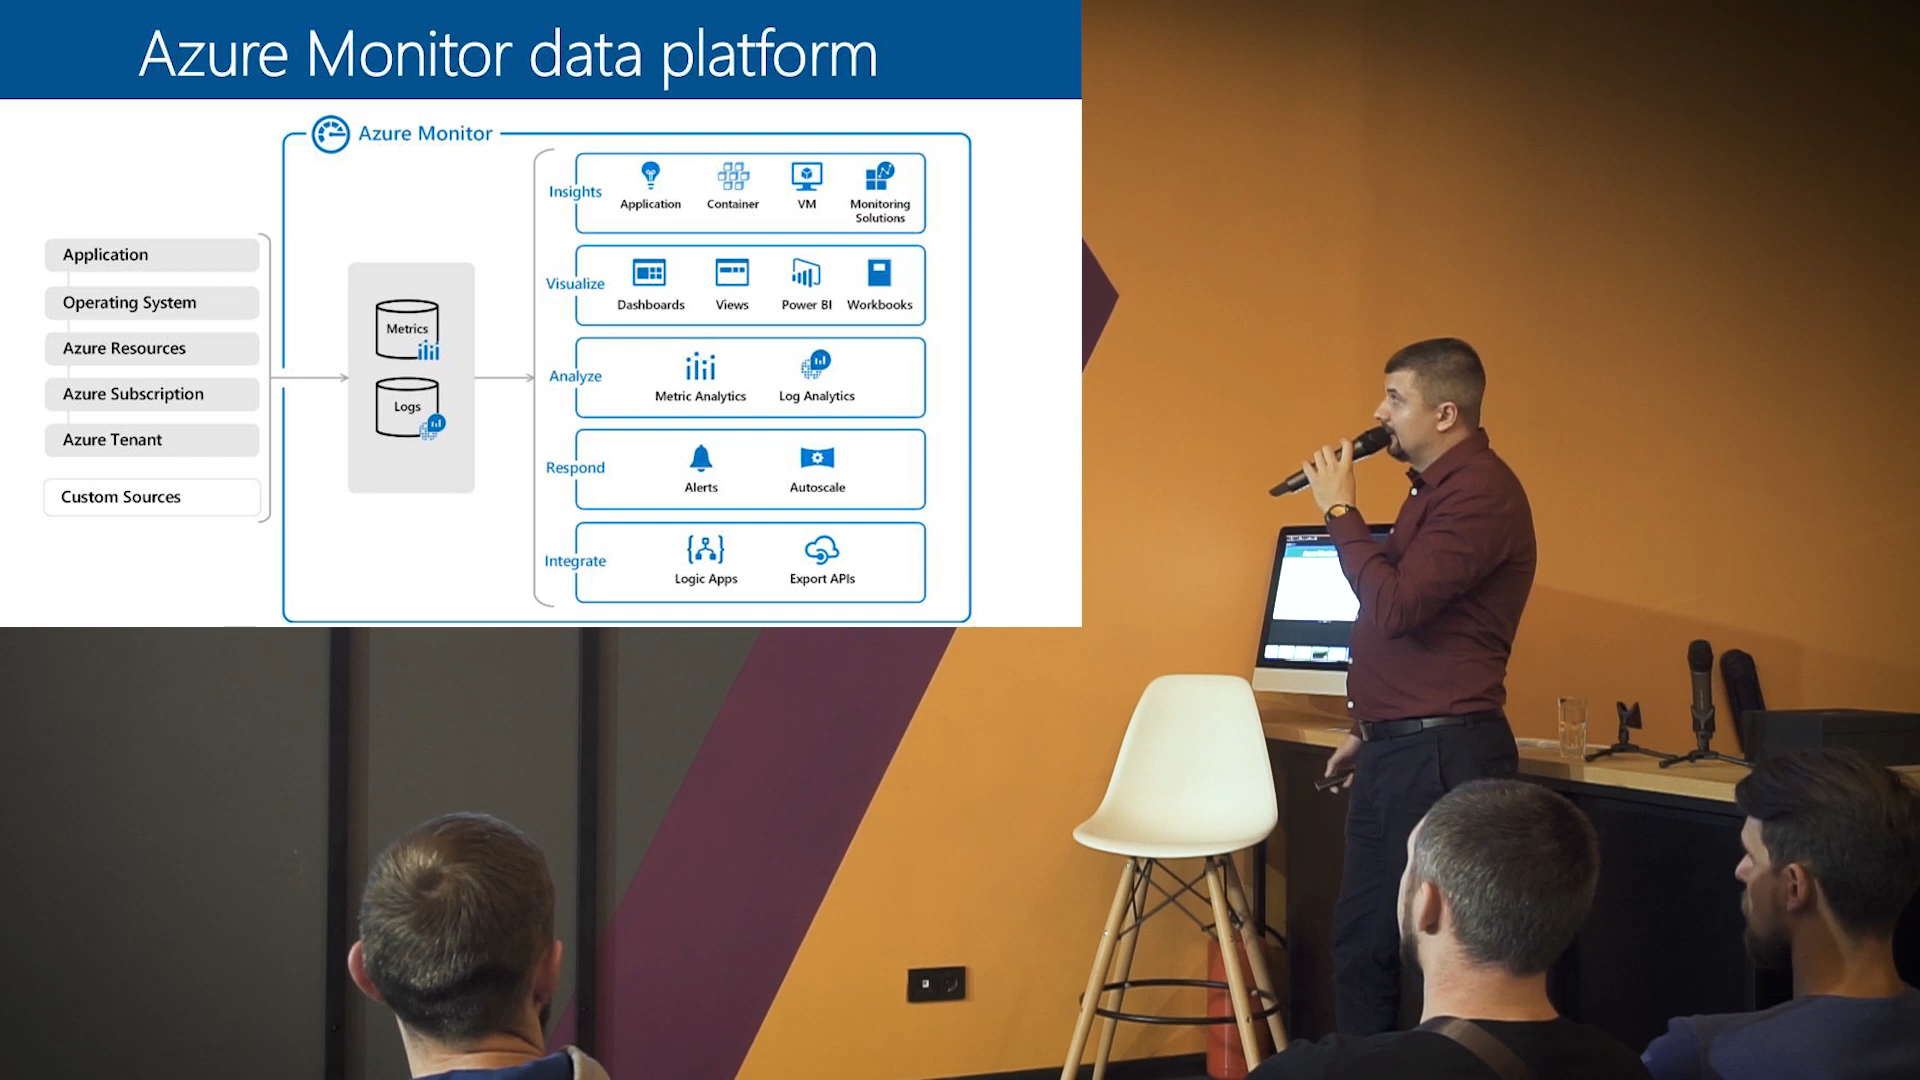 Azure Monitor data platform
Azure Monitor
Application
Operating System
Azure Resources
Azure Subscription
Azure Tenant
Custom Sources
Metrics
Logs
Insights
Application
Container
VM
Monitoring
Solutions
Visualize
Dashboards
Views
Power BI
Workbooks
Analyze
Metric Analytics
Log Analytics
Respond
Alerts
Autoscale
Integrate
Logic Apps
Export APIs